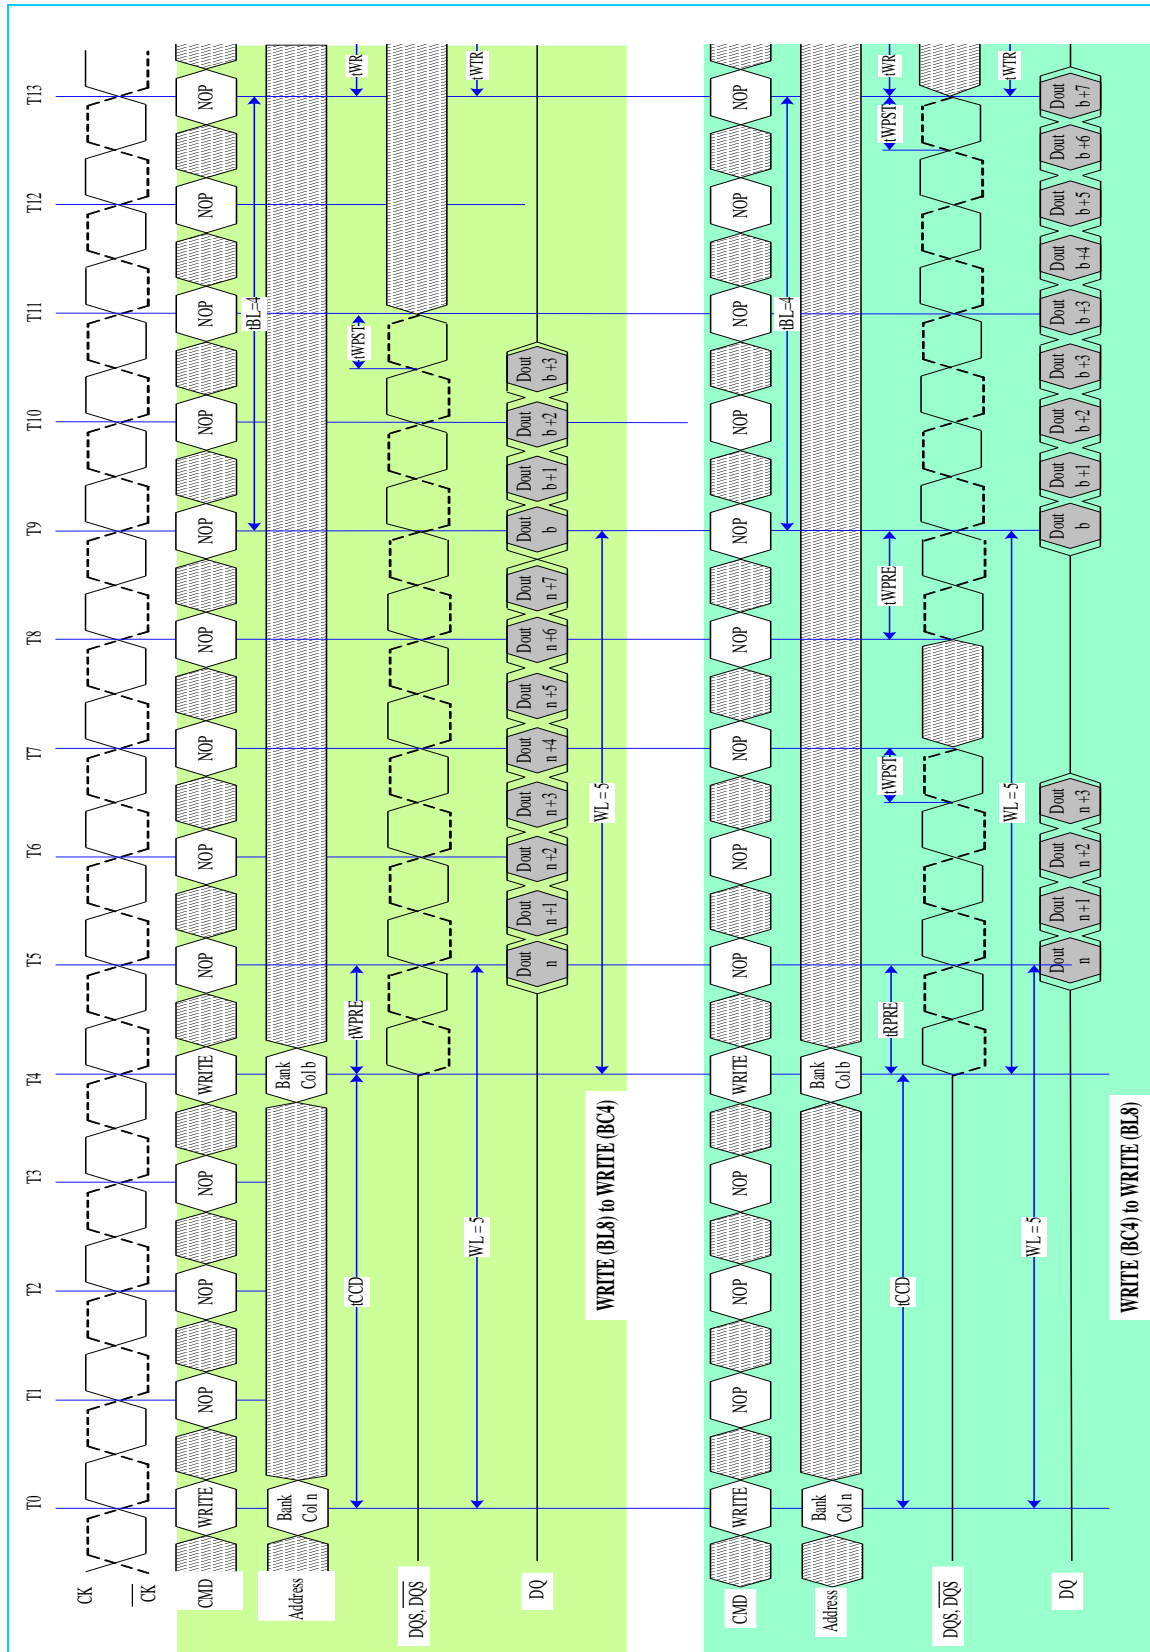 T0 T1 T2 T3 T4 T5 T6 T7 T8 T9 T10 T11 T12 T13
CK
CK
CMD WRITE NOP NOP NOP WRITE NOP NOP NOP NOP NOP NOP NOP NOP NOP
tBL=4
Address Bank Col n Bank Col b
tCCD tWPRE tWPST tWR
DQS, DQS
WL = 5 tWTR
DQ Dout n Dout n+1 Dout n+2 Dout n+3 Dout n+4 Dout n+5 Dout n+6 Dout n+7 Dout b Dout b+1 Dout b+2 Dout b+3
WL = 5
WRITE (BL8) to WRITE (BC4)
CMD WRITE NOP NOP NOP WRITE NOP NOP NOP NOP NOP NOP NOP NOP NOP
tBL=4
Address Bank Col n Bank Col b
tCCD tRPRE tWPST tWPRE tWPST tWR
DQS, DQS
WL = 5 tWTR
WL = 5
DQ Dout n Dout n+1 Dout n+2 Dout n+3 Dout b Dout b+1 Dout b+2 Dout b+3 Dout b+3 Dout b+4 Dout b+5 Dout b+6 Dout b+7
WRITE (BC4) to WRITE (BL8)